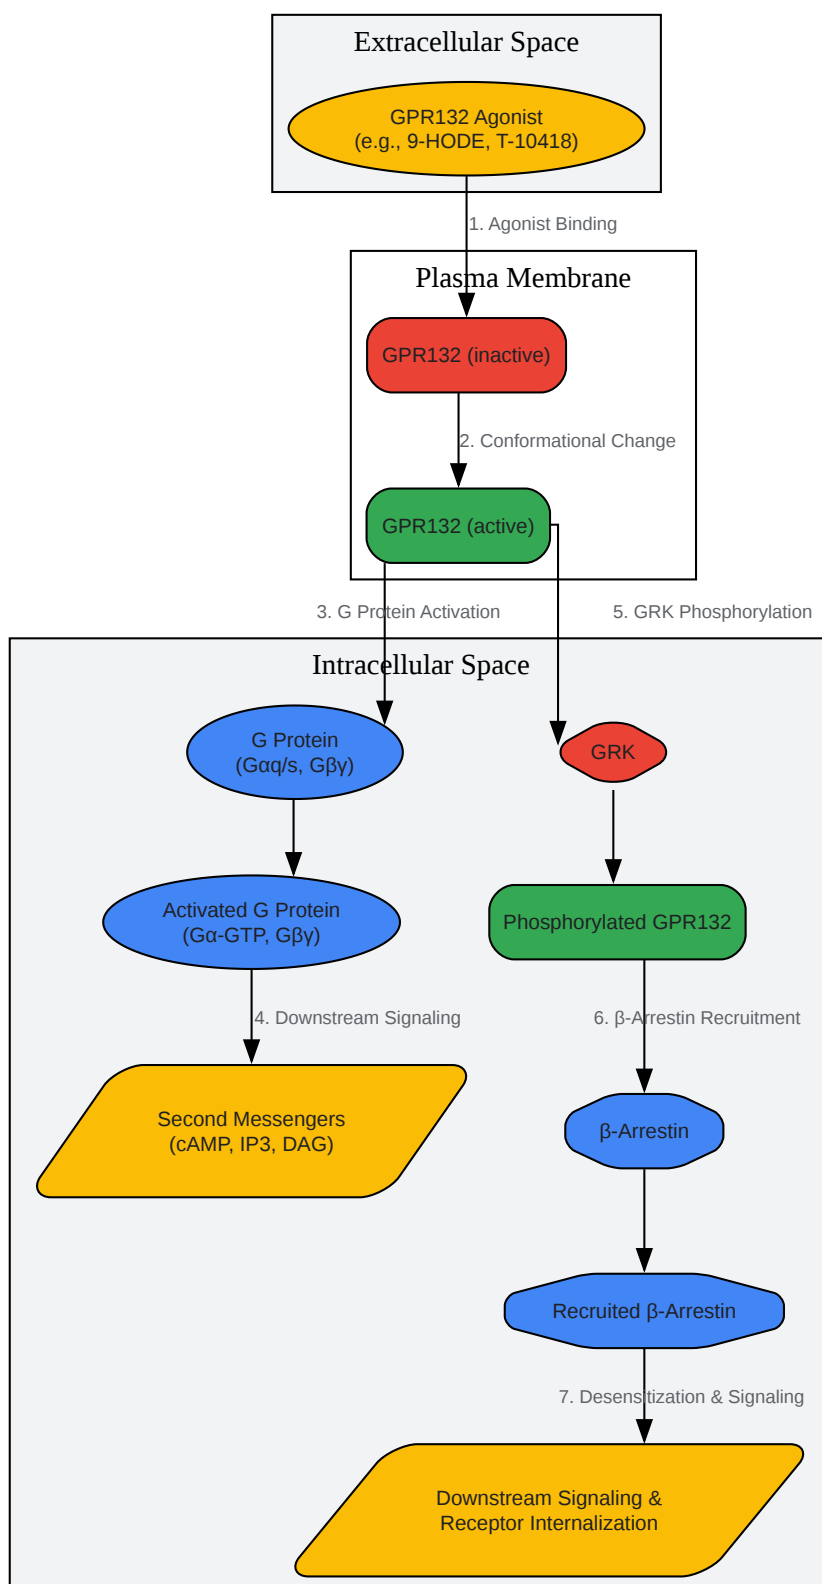 Extracellular Space
GPR132 Agonist
(e.g., 9-HODE, T-10418)
1. Agonist Binding
Plasma Membrane
GPR132 (inactive)
2. Conformational Change
GPR132 (active)
3. G Protein Activation
5. GRK Phosphorylation
Intracellular Space
G Protein
(Gαq/s, Gβγ)
GRK
Activated G Protein
(Gα-GTP, Gβγ)
Phosphorylated GPR132
4. Downstream Signaling
6. β-Arrestin Recruitment
Second Messengers
(cAMP, IP3, DAG)
β-Arrestin
Recruited β-Arrestin
7. Desensitization & Signaling
Downstream Signaling &
Receptor Internalization